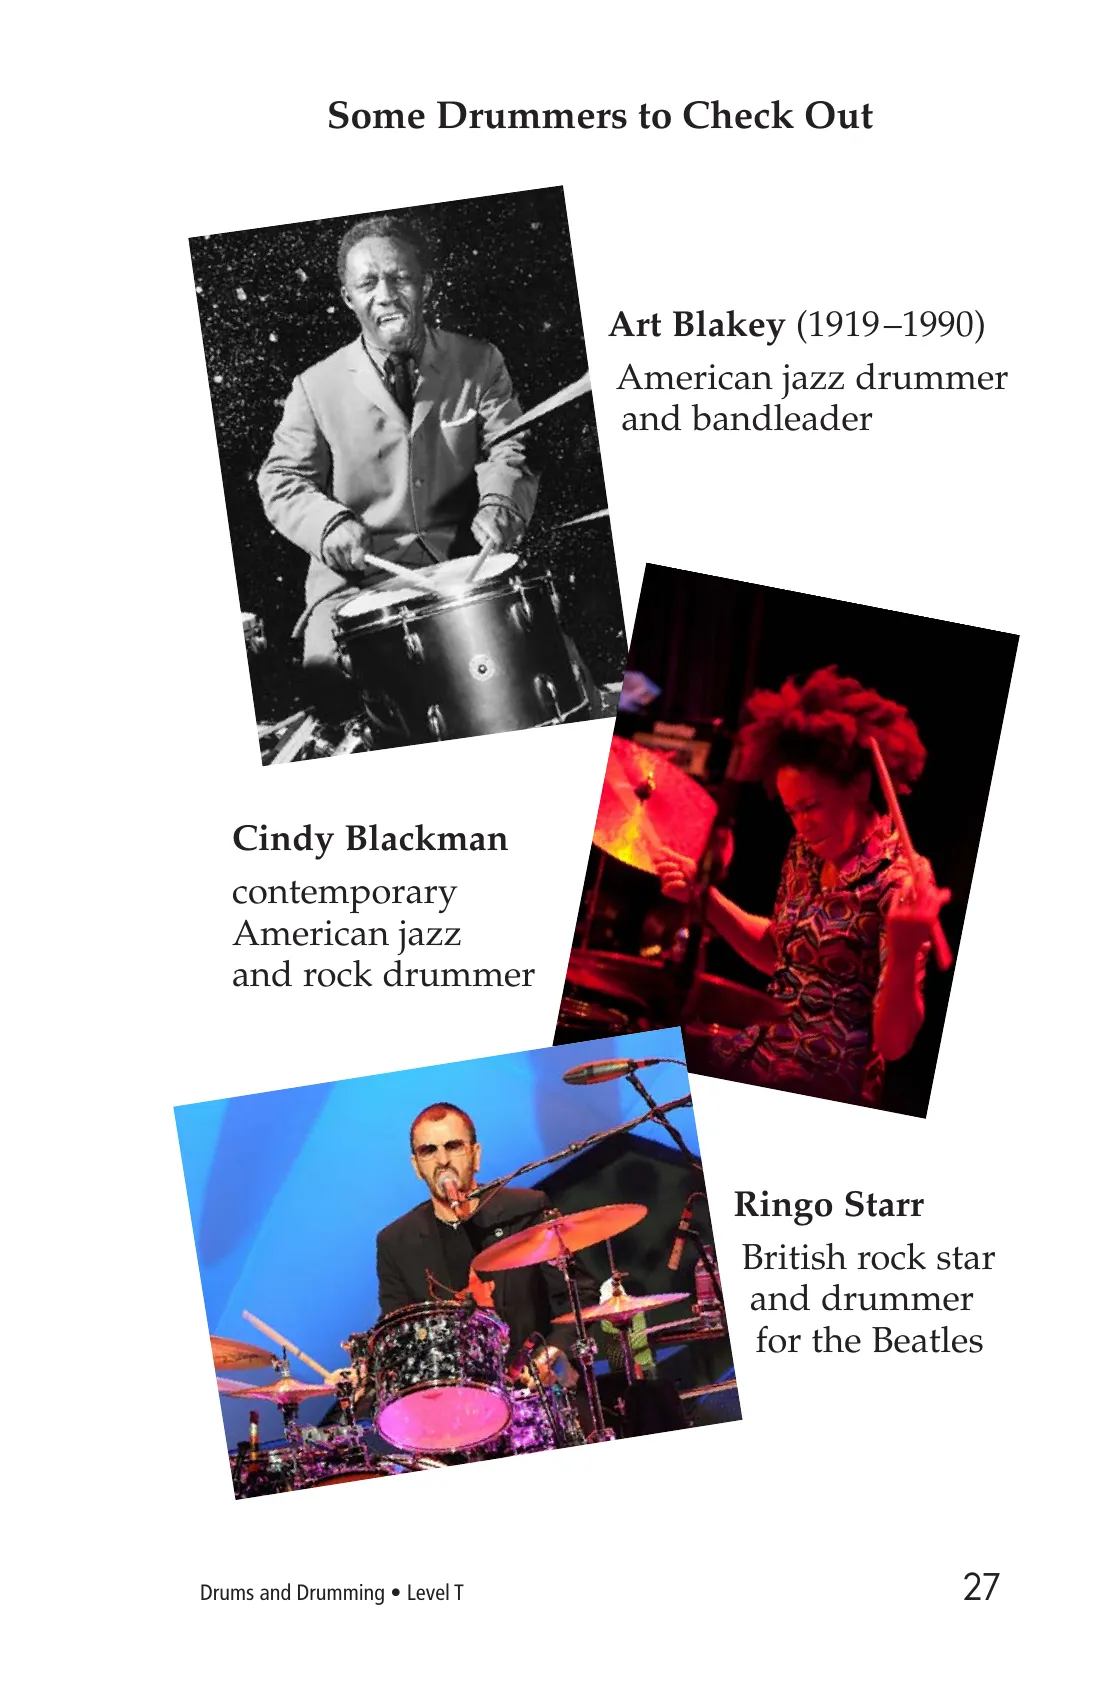 Some Drummers to Check Out
Art Blakey (1919–1990)
American jazz drummer
and bandleader
Cindy Blackman
contemporary
American jazz
and rock drummer
Ringo Starr
British rock star
and drummer
for the Beatles
Drums and Drumming • Level T
27